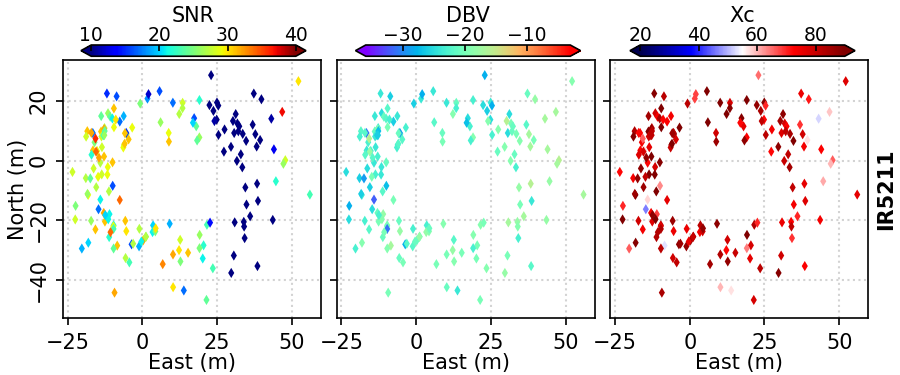 SNR DBV Xc
10 20 30 40 −30 −20 −10 20 40 60 80
20
0
−20
−40
North (m)
−25 0 25 50 −25 0 25 50 −25 0 25 50
East (m) East (m) East (m)
IR5211